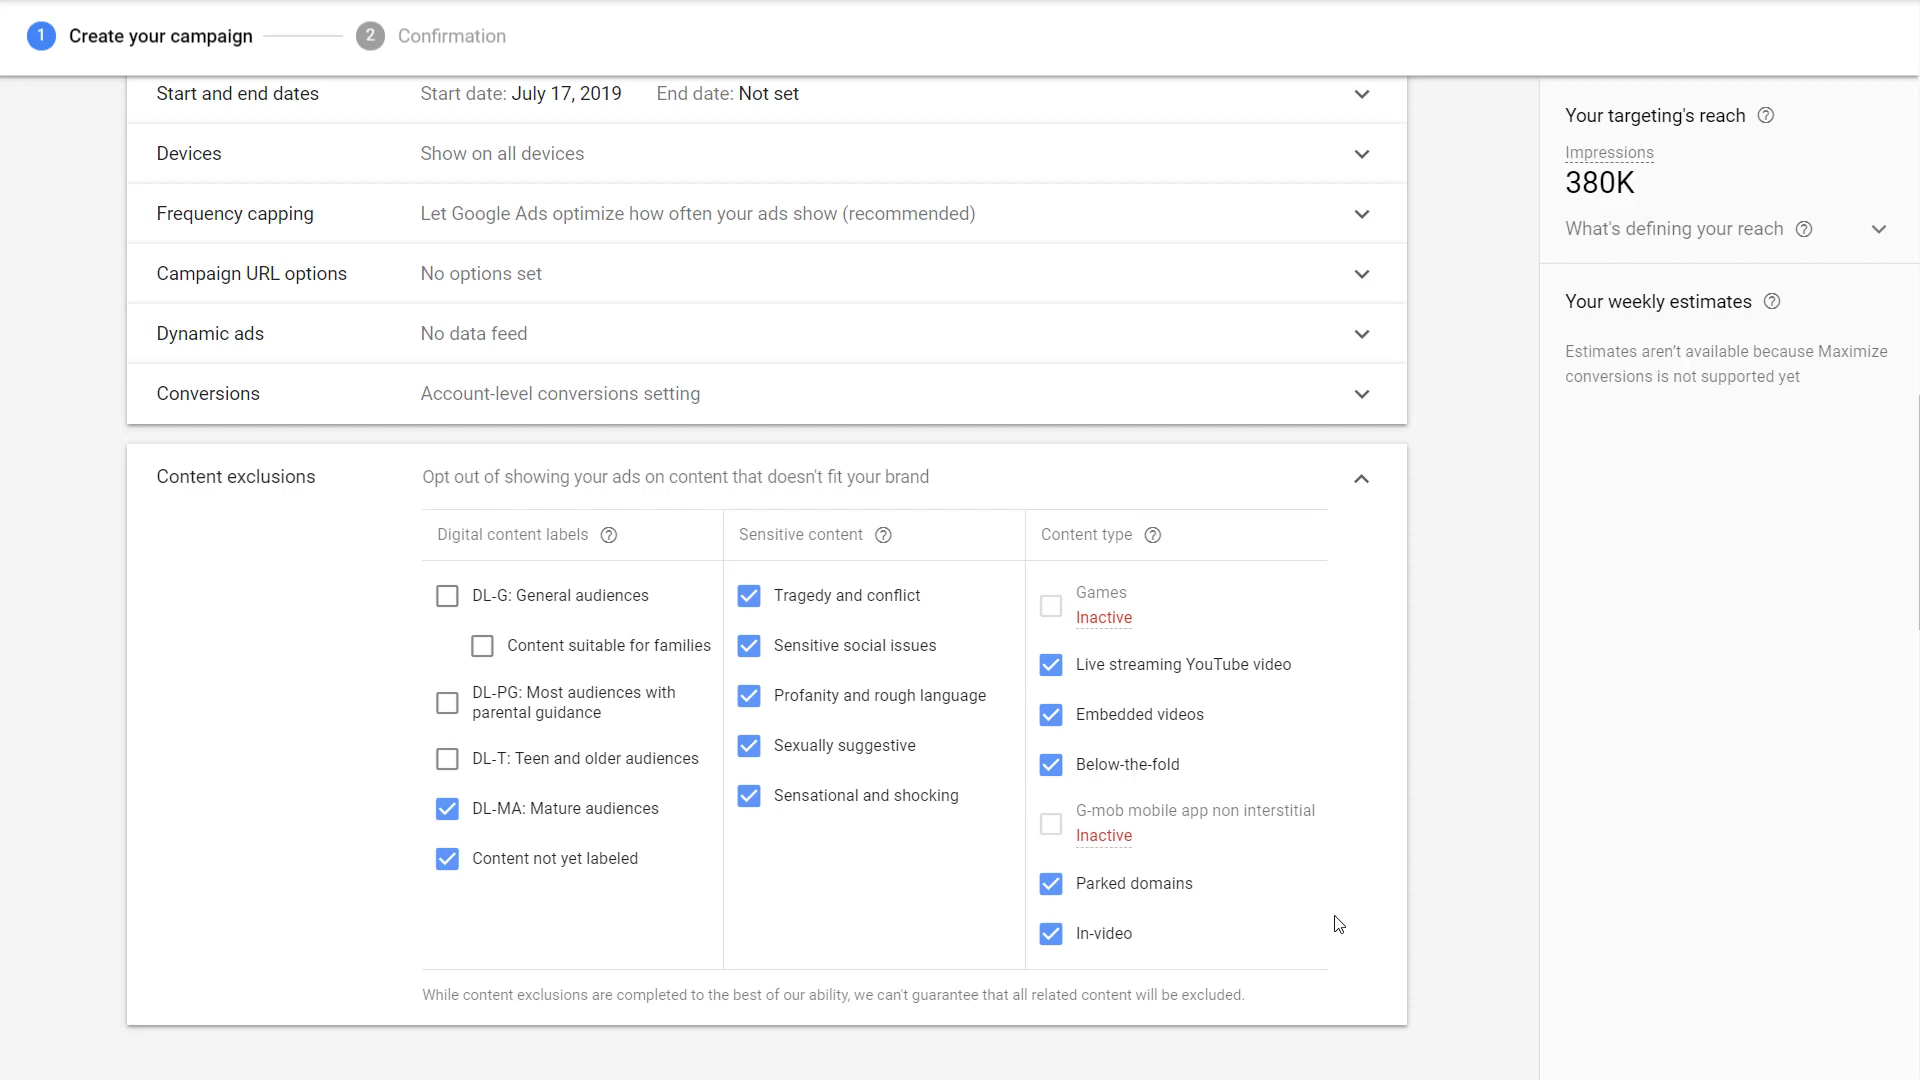 1 Create your campaign 2 Confirmation
Start and end dates Start date: July 17, 2019 End date: Not set
Devices Show on all devices
Frequency capping Let Google Ads optimize how often your ads show (recommended)
Campaign URL options No options set
Dynamic ads No data feed
Conversions Account-level conversions setting
Content exclusions Opt out of showing your ads on content that doesn't fit your brand
Digital content labels ?
DL-G: General audiences
Content suitable for families
DL-PG: Most audiences with
parental guidance
DL-T: Teen and older audiences
DL-MA: Mature audiences
Content not yet labeled
Sensitive content ?
Tragedy and conflict
Sensitive social issues
Profanity and rough language
Sexually suggestive
Sensational and shocking
Content type ?
Games
Inactive
Live streaming YouTube video
Embedded videos
Below-the-fold
G-mob mobile app non interstitial
Inactive
Parked domains
In-video
While content exclusions are completed to the best of our ability, we can't guarantee that all related content will be excluded.
Your targeting's reach ?
Impressions
380K
What's defining your reach ?
Your weekly estimates ?
Estimates aren't available because Maximize
conversions is not supported yet